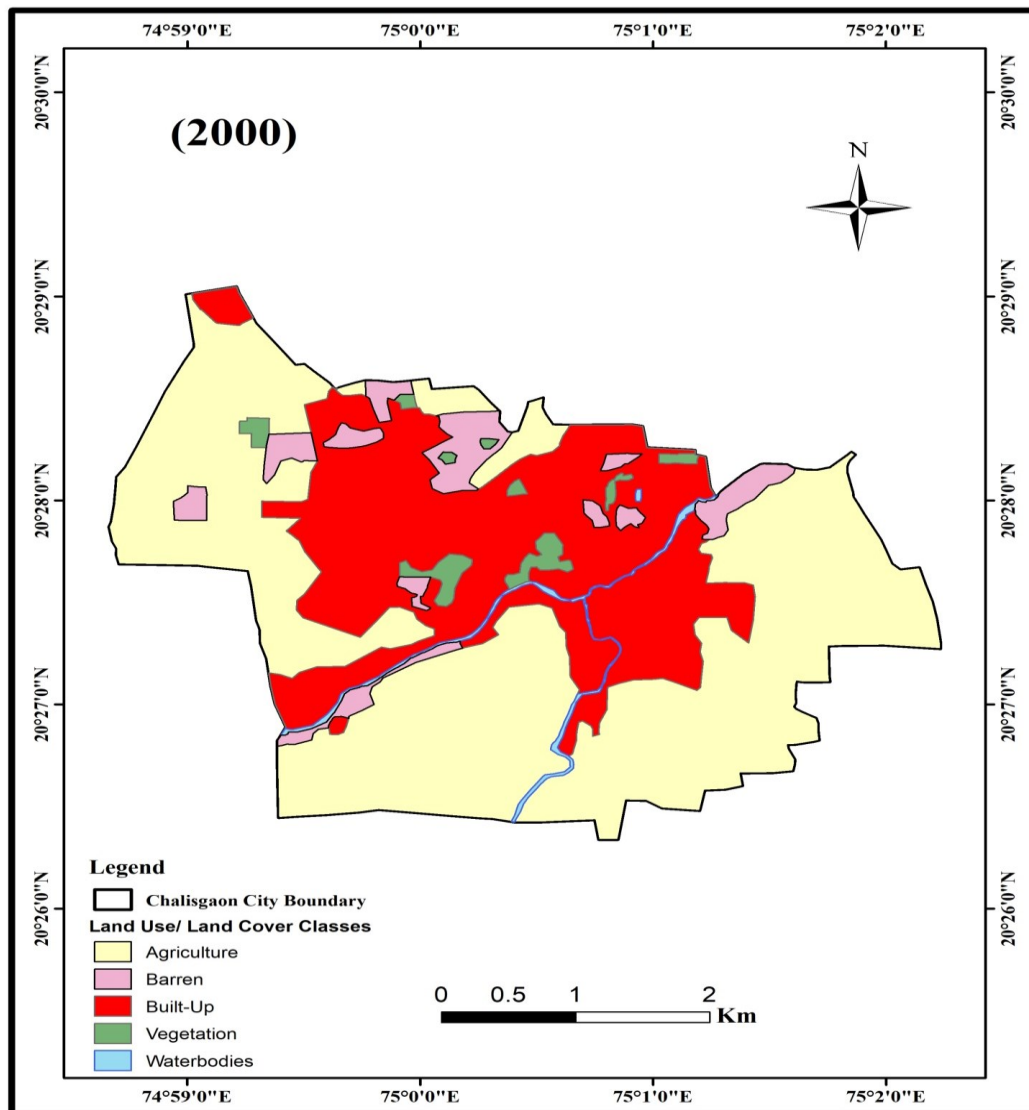 74°59'0"E 75°0'0"E 75°1'0"E 75°2'0"E
20°30'0"N 20°30'0"N
(2000)
N
20°29'0"N 20°29'0"N
20°28'0"N 20°28'0"N
20°27'0"N 20°27'0"N
Legend
Chalisgaon City Boundary
20°26'0"N 20°26'0"N
Land Use/ Land Cover Classes
Agriculture
Barren
0 0.5 1 2
Built-Up
Km
Vegetation
Waterbodies
74°59'0"E 75°0'0"E 75°1'0"E 75°2'0"E